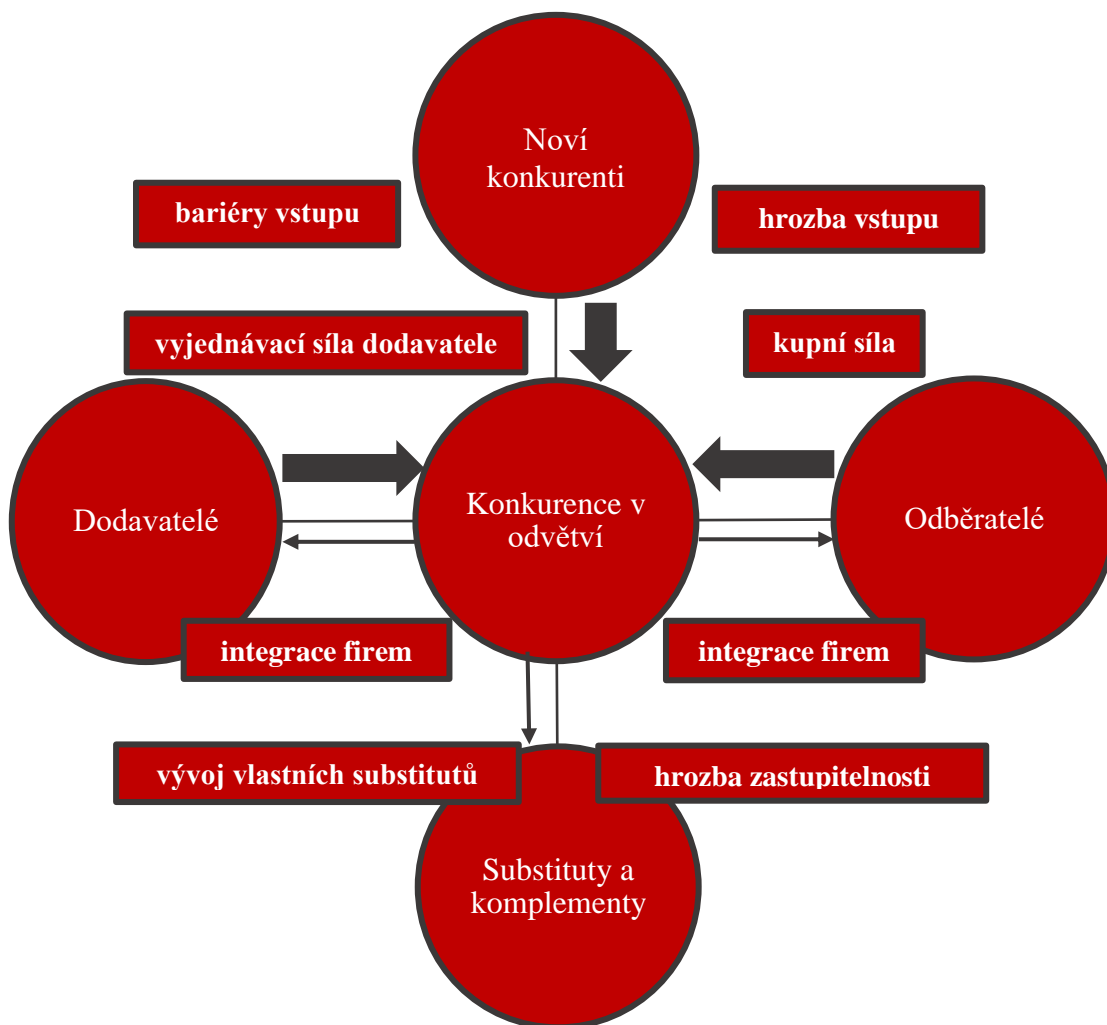 Noví
konkurenti
bariéry vstupu
hrozba vstupu
vyjednávací síla dodavatele
kupní síla
Dodavatelé
Konkurence v
odvětví
Odběratelé
integrace firem
integrace firem
vývoj vlastních substitutů
hrozba zastupitelnosti
Substituty a
komplementy